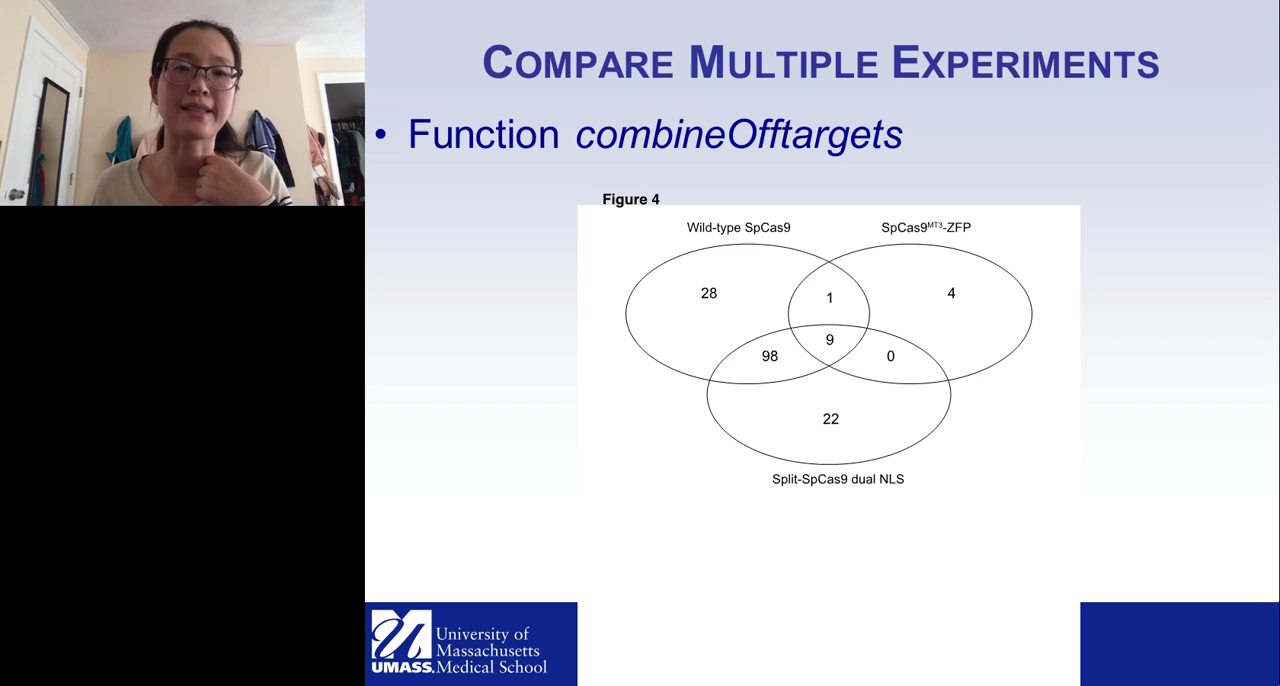 COMPARE MULTIPLE EXPERIMENTS
• Function combineOfftargets
Figure 4
Wild-type SpCas9
SpCas9MT3-ZFP
28
1
4
9
98
0
22
Split-SpCas9 dual NLS
University of
Massachusetts
UMASS. Medical School